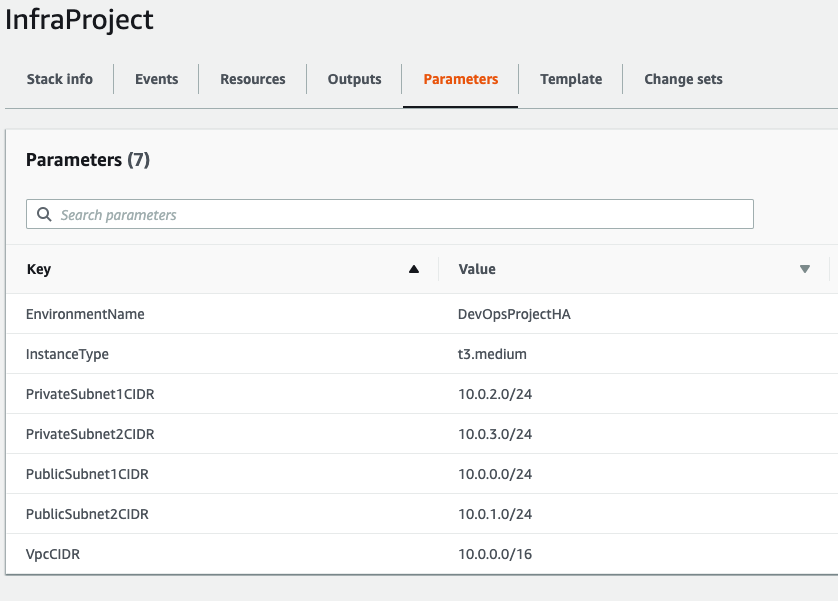 InfraProject
Stack info Events Resources Outputs Parameters Template Change sets
Parameters (7)
Search parameters
Key Value
EnvironmentName DevOpsProjectHA
InstanceType t3.medium
PrivateSubnet1CIDR 10.0.2.0/24
PrivateSubnet2CIDR 10.0.3.0/24
PublicSubnet1CIDR 10.0.0.0/24
PublicSubnet2CIDR 10.0.1.0/24
VpcCIDR 10.0.0.0/16